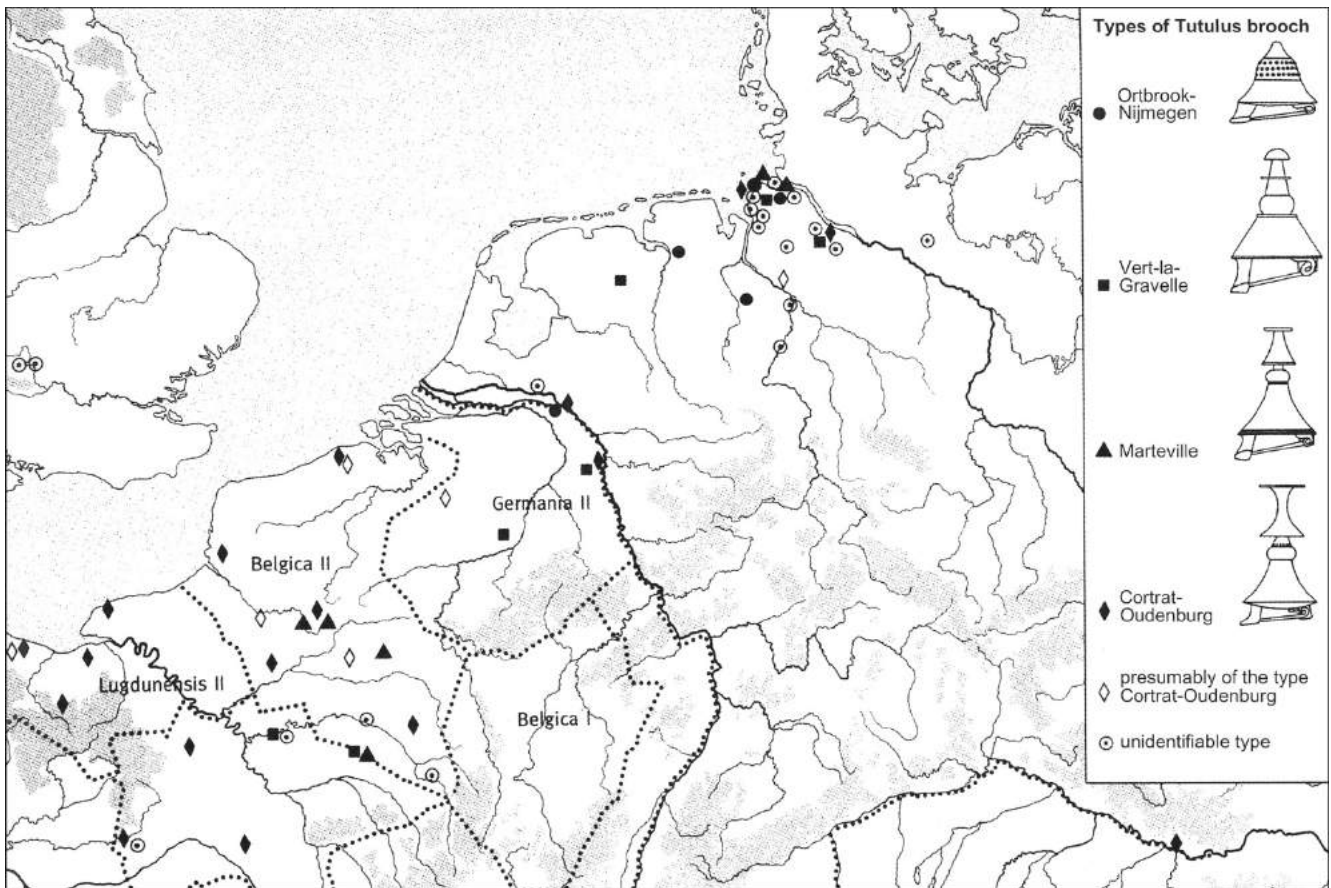 Types of Tutulus brooch
Ortbrook-
Nijmegen
Vert-la-
Gravelle
Marteville
Cortrat-
Oudenburg
presumably of the type
Cortrat-Oudenburg
unidentifiable type
Germania II
Belgica II
Lugdunensis II
Belgica I